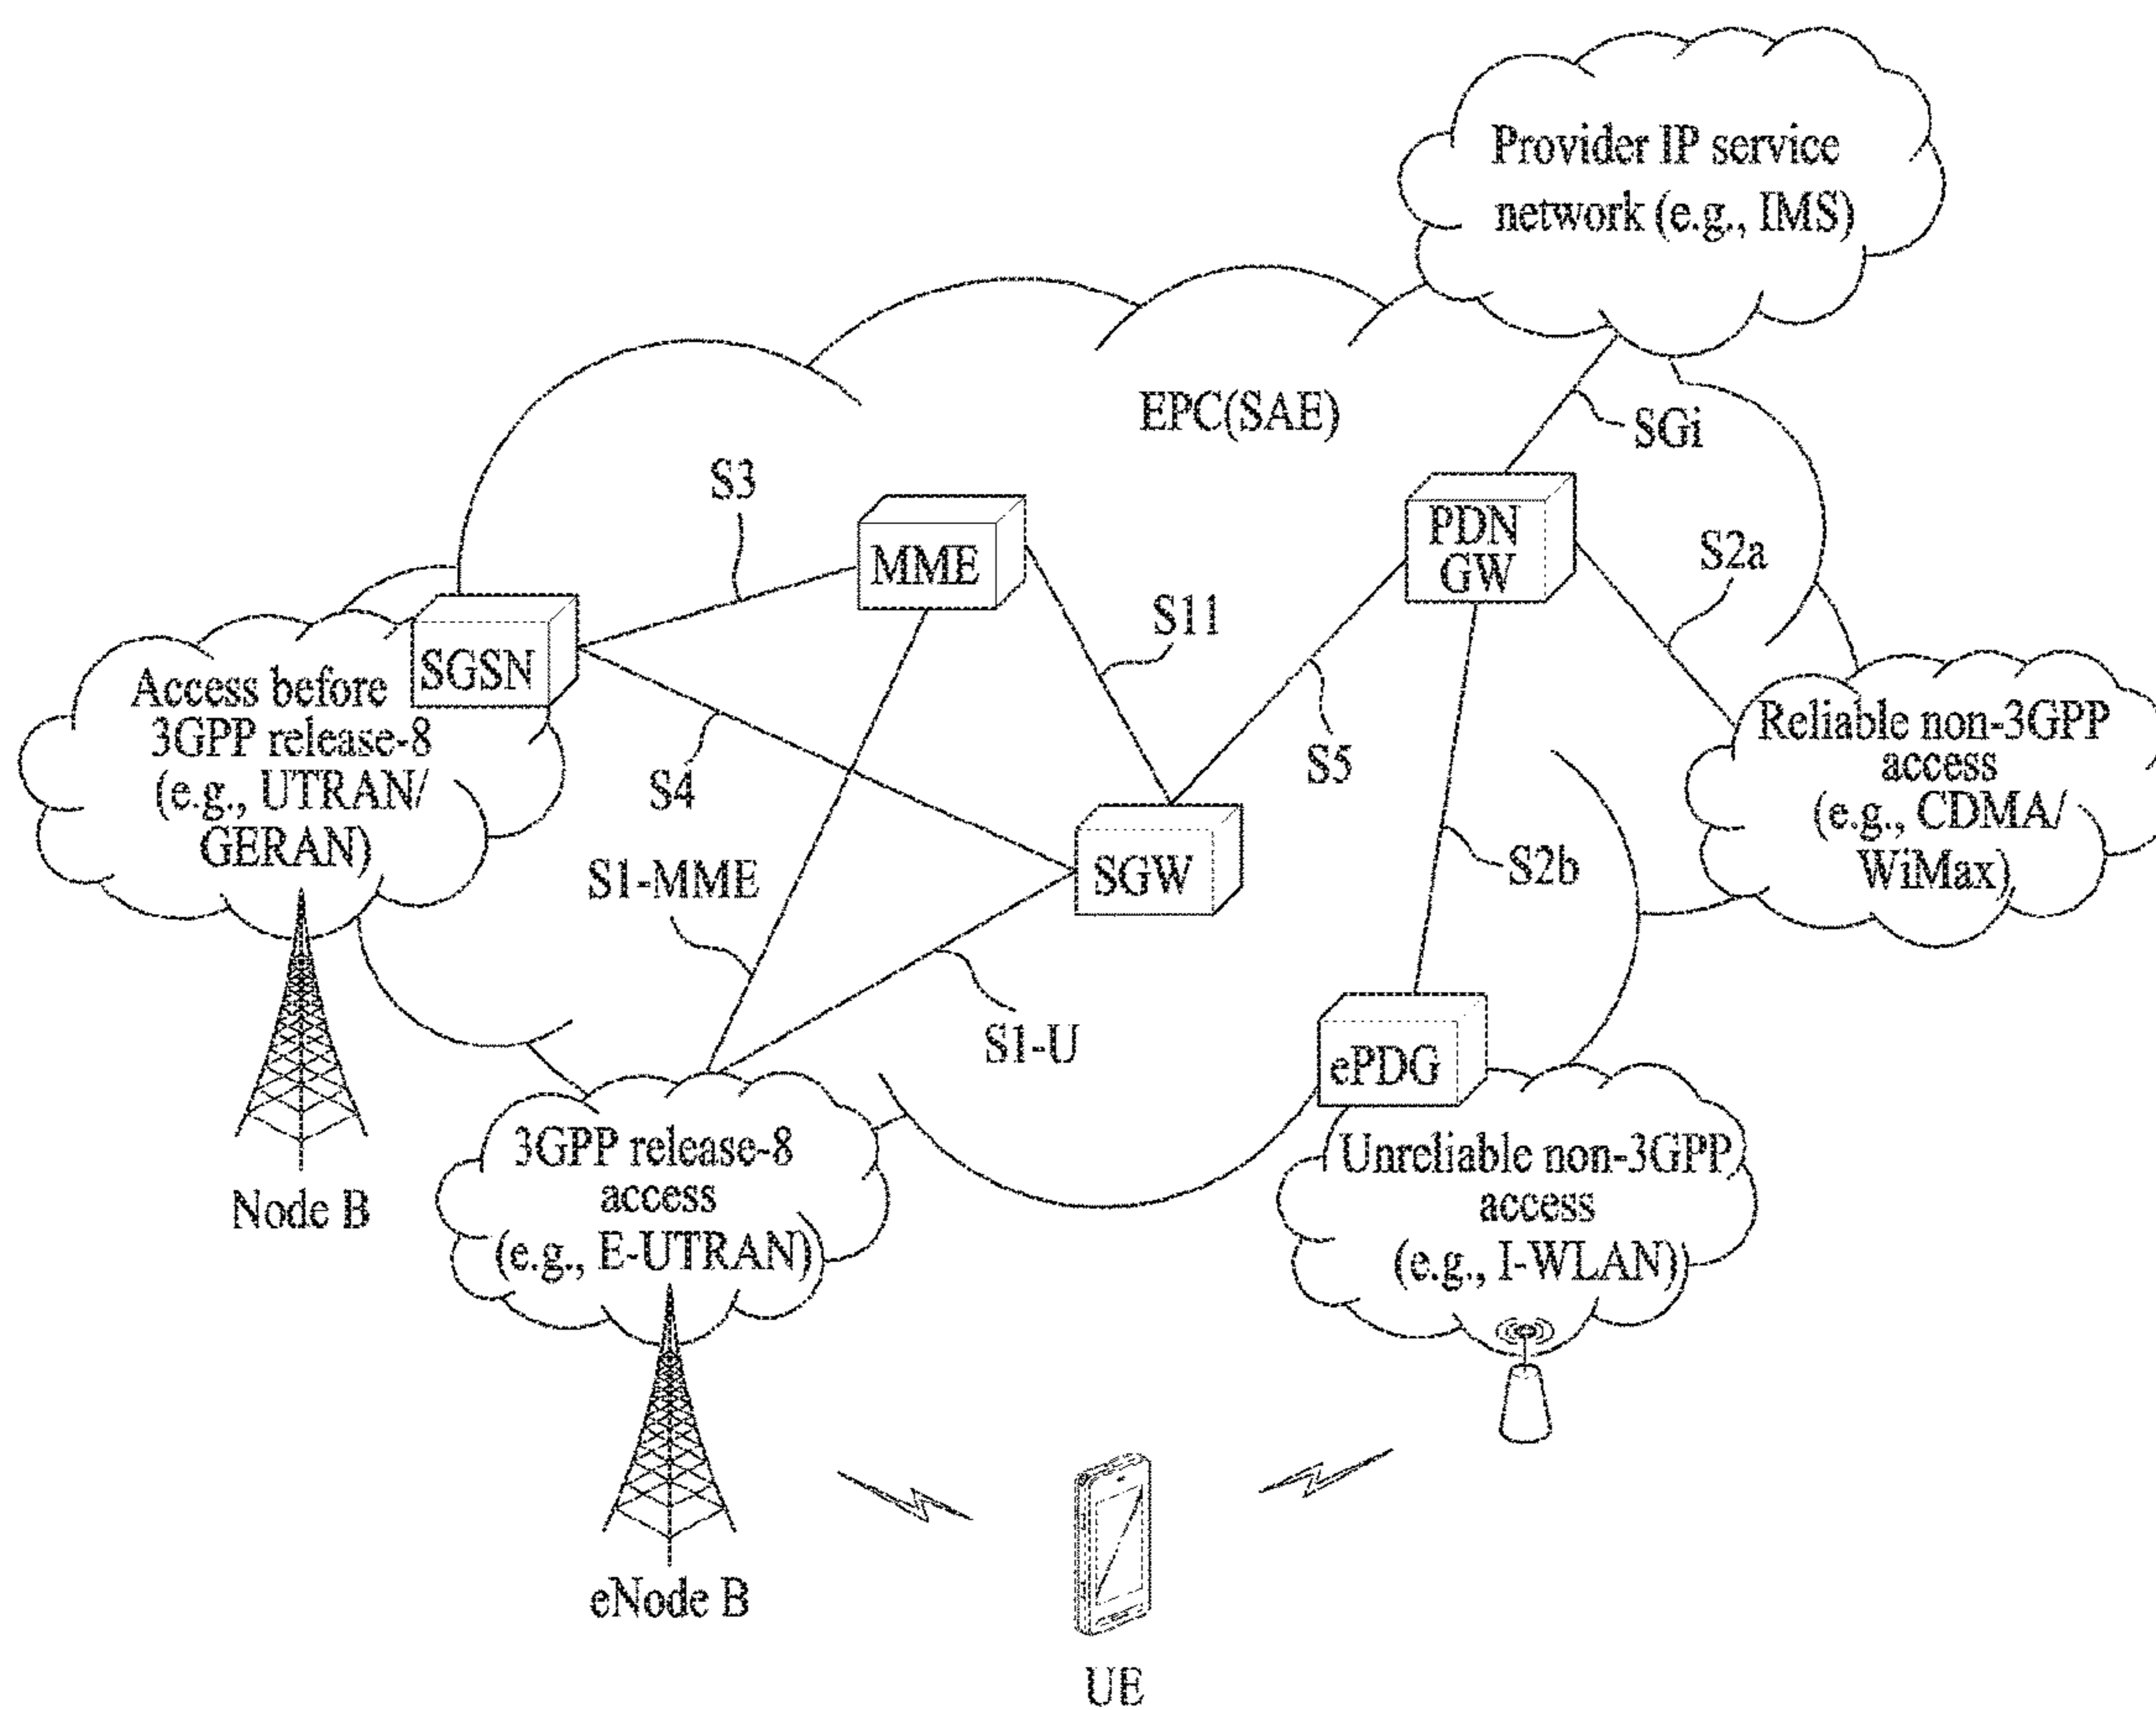 Provider IP service
network (e.g., IMS)
EPC(SAE)
SGi
S3
MME
PDN
GW
S2a
S11
SGSN
Access before
3GPP release-8
(e.g., UTRAN/
GERAN)
S4
S5
Reliable non-3GPP
access
(e.g., CDMA/
WiMax)
S1-MME
SGW
S2b
S1-U
ePDG
Node B
3GPP release-8
access
(e.g., E-UTRAN)
Unreliable non-3GPP
access
(e.g., I-WLAN)
eNode B
UE